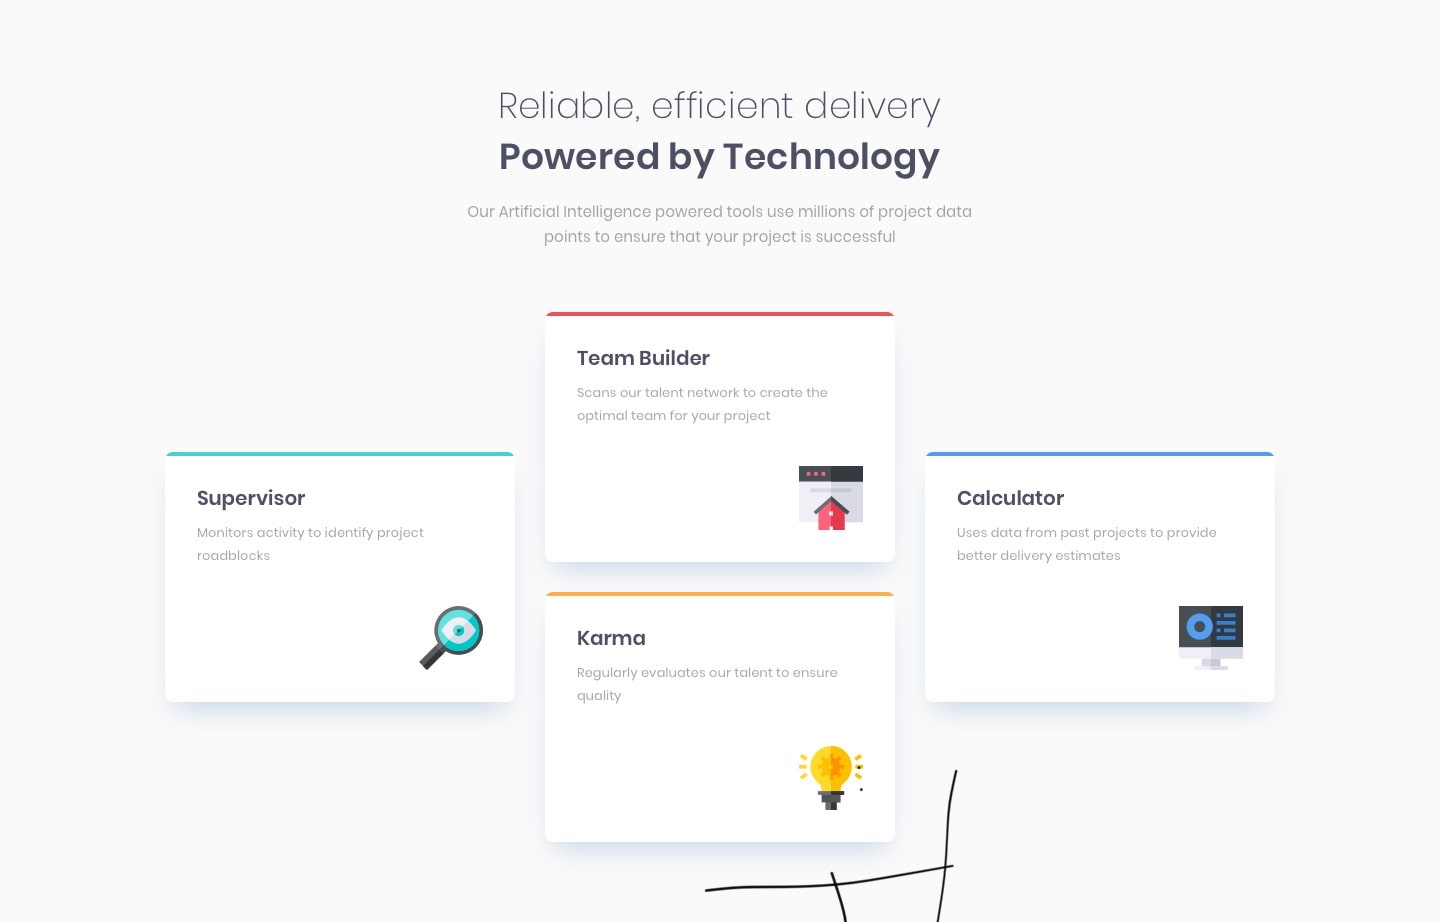 Reliable, efficient delivery
Powered by Technology
Our Artificial Intelligence powered tools use millions of project data
points to ensure that your project is successful
Team Builder
Scans our talent network to create the
optimal team for your project
Supervisor
Monitors activity to identify project
roadblocks
Calculator
Uses data from past projects to provide
better delivery estimates
Karma
Regularly evaluates our talent to ensure
quality